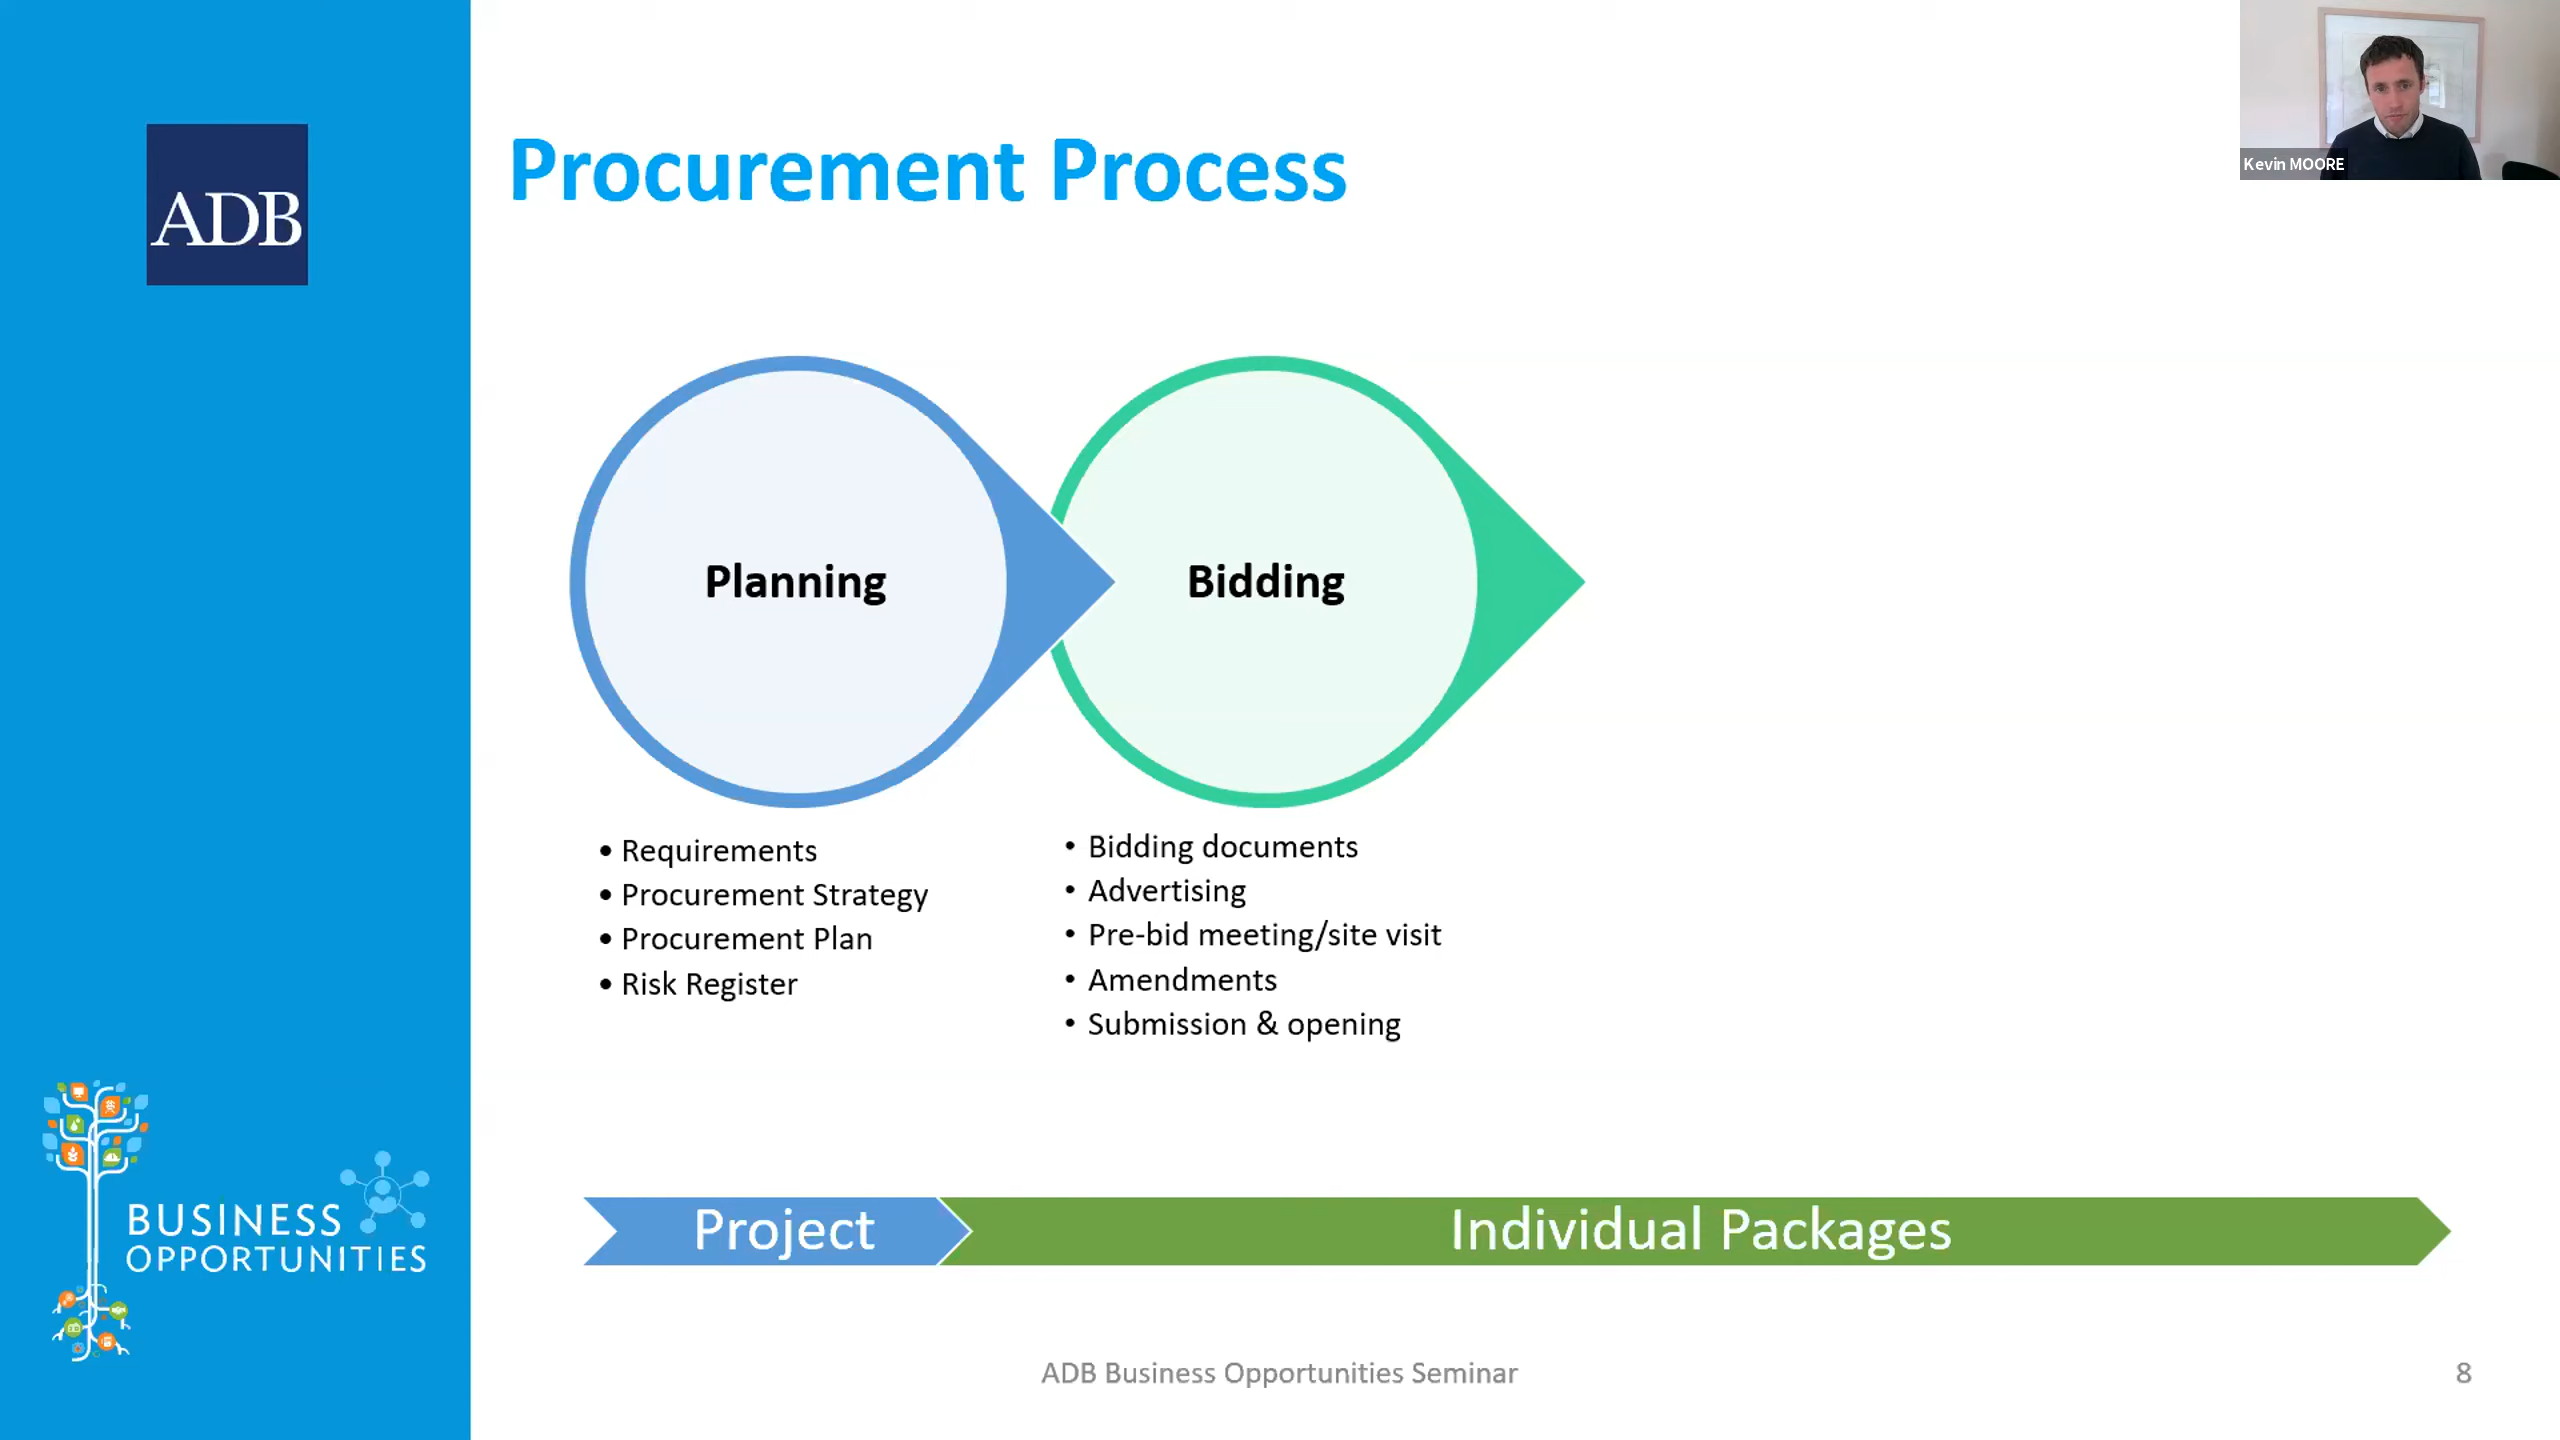 ADB
Procurement Process
Kevin MOORE
Planning
Bidding
• Requirements
• Procurement Strategy
• Procurement Plan
• Risk Register
• Bidding documents
• Advertising
• Pre-bid meeting/site visit
• Amendments
• Submission & opening
Project
Individual Packages
BUSINESS
OPPORTUNITIES
ADB Business Opportunities Seminar
8